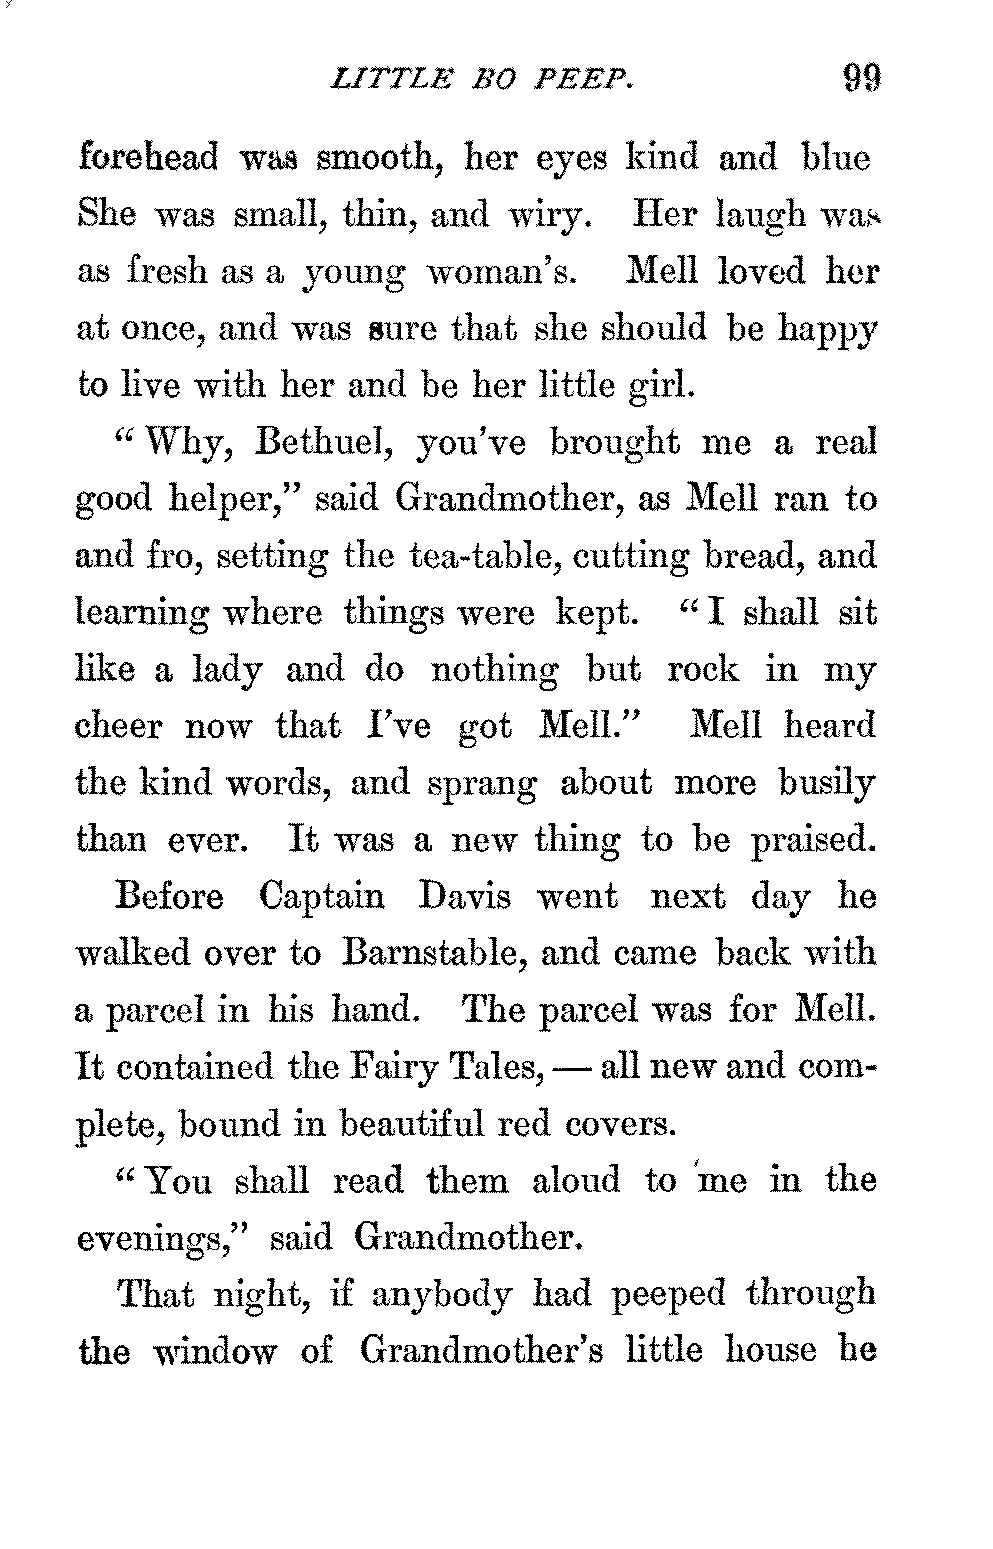 LITTLE BO PEEP. 99
forehead was smooth, her eyes kind and blue
She was small, thin, and wiry. Her laugh was
as fresh as a young woman's. Mell loved her
at once, and was sure that she should be happy
to live with her and be her little girl.
“Why, Bethuel, you've brought me a real
good helper,” said Grandmother, as Mell ran to
and fro, setting the tea-table, cutting bread, and
learning where things were kept. “I shall sit
like a lady and do nothing but rock in my
cheer now that I've got Mell.” Mell heard
the kind words, and sprang about more busily
than ever. It was a new thing to be praised.
Before Captain Davis went next day he
walked over to Barnstable, and came back with
a parcel in his hand. The parcel was for Mell.
It contained the Fairy Tales, — all new and com-
plete, bound in beautiful red covers.
“You shall read them aloud to me in the
evenings,” said Grandmother.
That night, if anybody had peeped through
the window of Grandmother's little house he